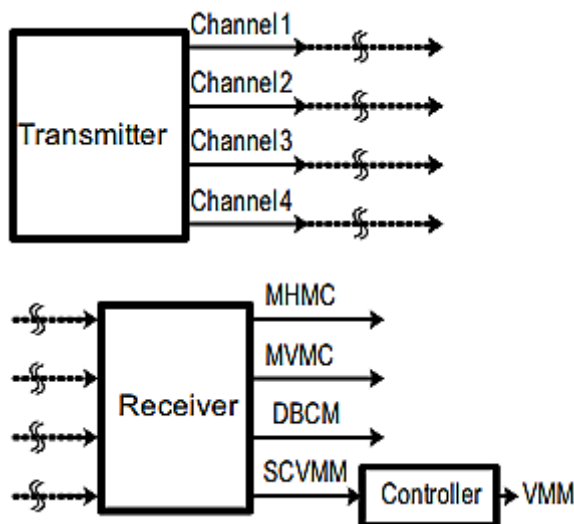 Channel1
Channel2
Transmitter
Channel3
Channel4
MHMC
MVMC
Receiver
DBCM
SCVMM
Controller
VMM